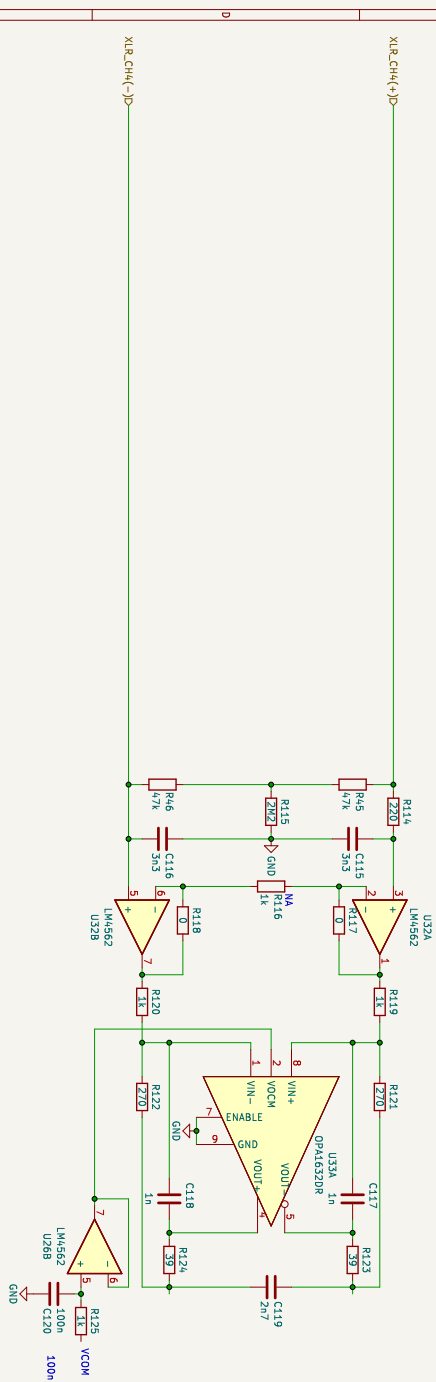 D
XLR_CH4(-)
XLR_CH4(+)
R46
47k
R115
2M2
R45
47k
R114
220
C116
3n3
GND
C115
3n3
NA
R116
1k
R118
0
R117
0
5
+
6
-
7
LM4562
U32B
2
-
3
+
1
U32A
LM4562
R120
1k
R119
1k
1
2
8
VIN-
VOCM
VIN+
R122
270
R121
270
7
ENABLE
9
GND
GND
U33A
OPA1632DR
VOUT+
VOUT-
4
5
C118
1n
C117
1n
R124
39
R123
39
C119
2n7
7
LM4562
U26B
+
-
5
6
GND
100n
C120
R125
1k
VCOM
100n